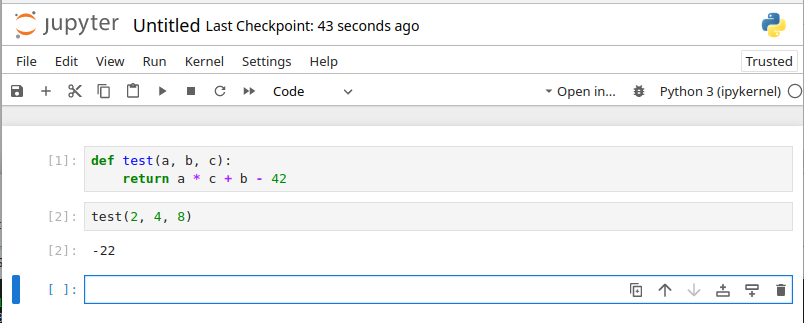 jupyter Untitled Last Checkpoint: 43 seconds ago
File Edit View Run Kernel Settings Help Trusted
Code Open in... Python 3 (ipykernel)
[1]: def test(a, b, c):
    return a * c + b - 42
[2]: test(2, 4, 8)
[2]: -22
[ ]: